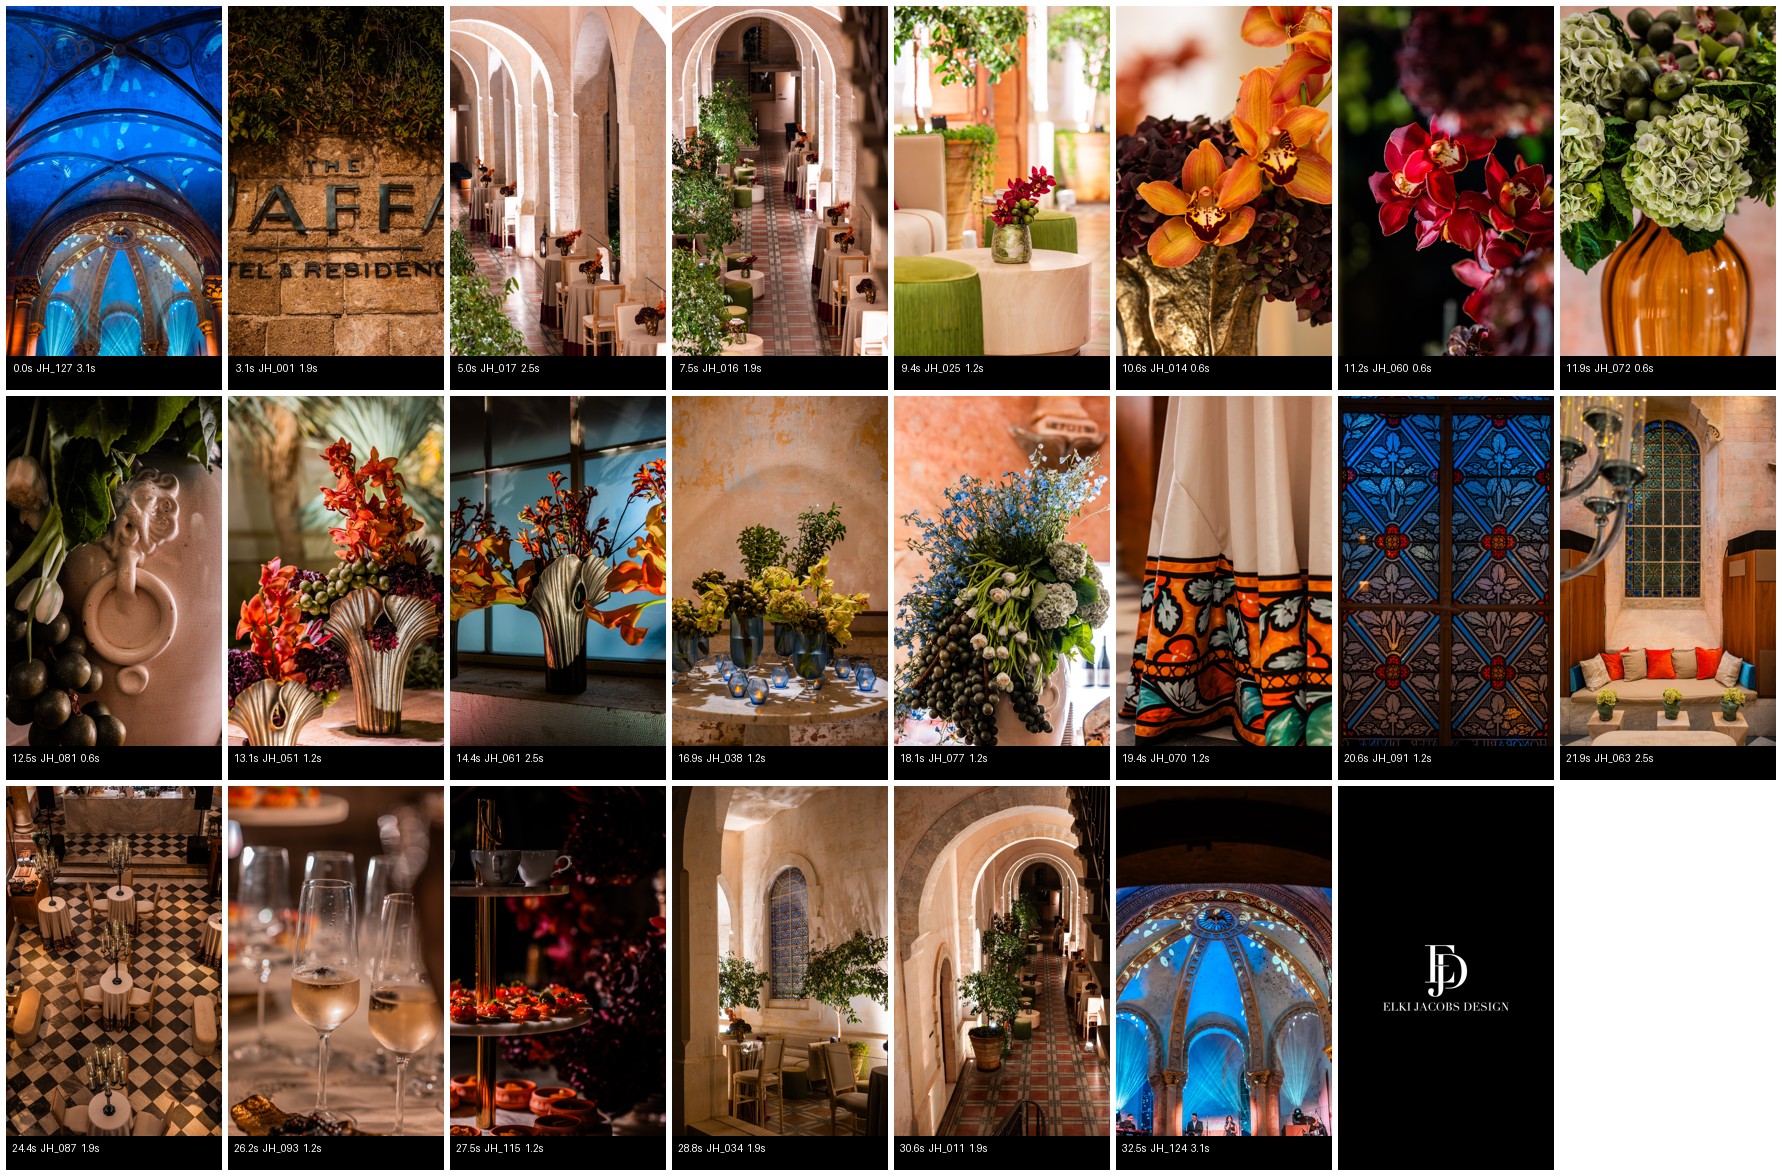 THE
JAFFA
TEL & RESIDENC
0.0s JH_127 3.1s
3.1s JH_001 1.9s
5.0s JH_017 2.5s
7.5s JH_016 1.9s
9.4s JH_025 1.2s
10.6s JH_014 0.6s
11.2s JH_060 0.6s
11.9s JH_072 0.6s
12.5s JH_081 0.6s
13.1s JH_051 1.2s
14.4s JH_061 2.5s
16.9s JH_038 1.2s
18.1s JH_077 1.2s
19.4s JH_070 1.2s
20.6s JH_091 1.2s
21.9s JH_063 2.5s
EJD
ELKI JACOBS DESIGN
24.4s JH_087 1.9s
26.2s JH_093 1.2s
27.5s JH_115 1.2s
28.8s JH_034 1.9s
30.6s JH_011 1.9s
32.5s JH_124 3.1s